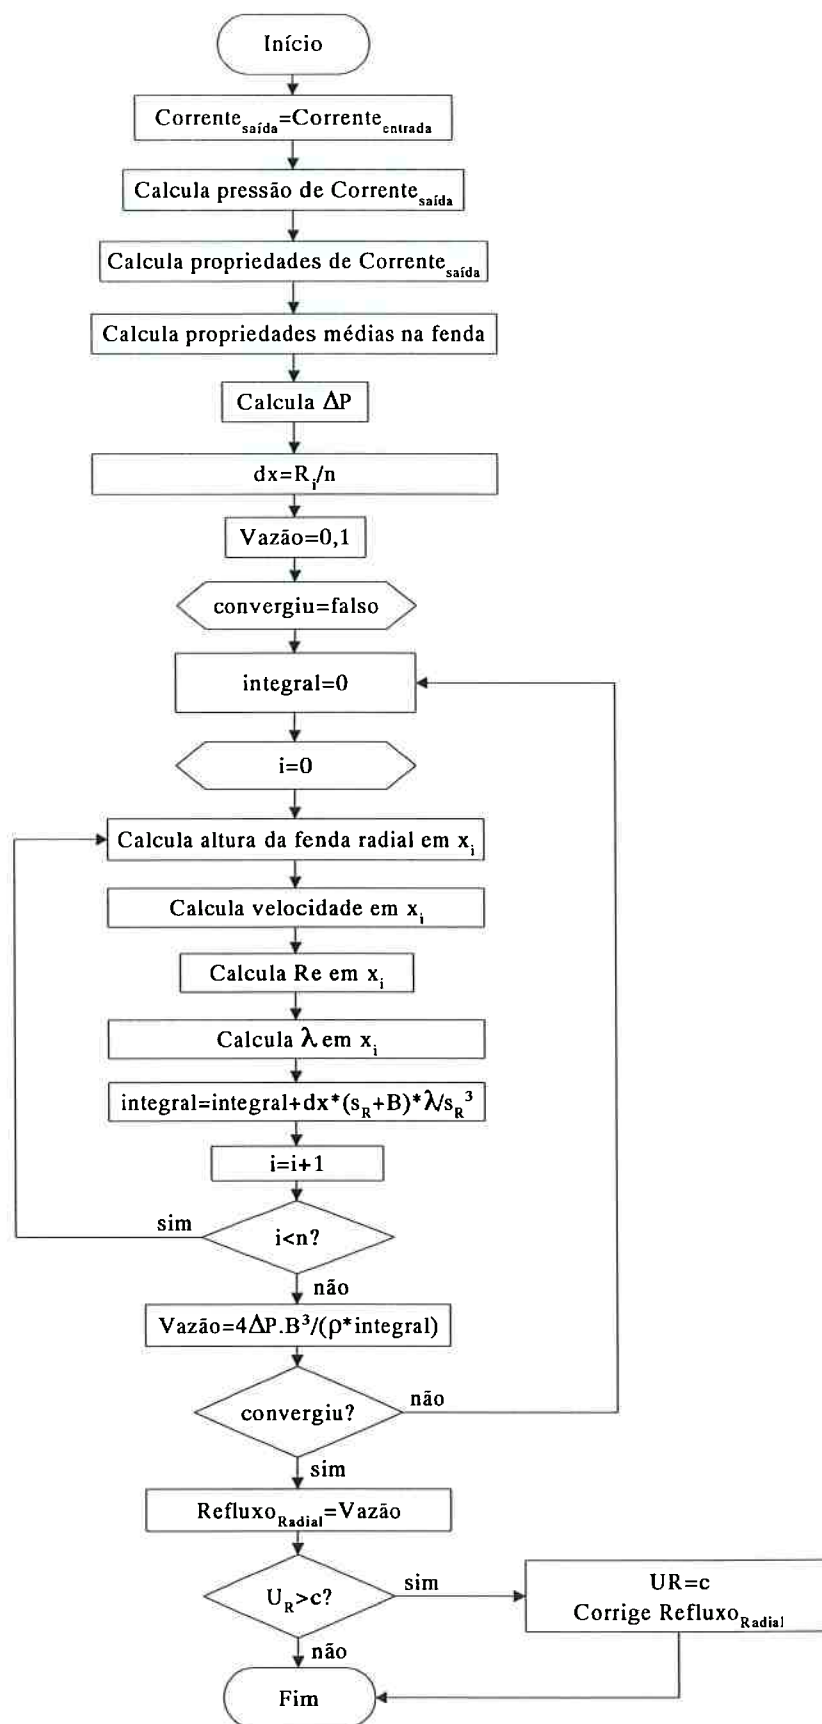 Início
Corrente_saída=Corrente_entrada
Calcula pressão de Corrente_saída
Calcula propriedades de Corrente_saída
Calcula propriedades médias na fenda
Calcula ΔP
dx=R_i/n
Vazão=0,1
convergiu=falso
integral=0
i=0
Calcula altura da fenda radial em x_i
Calcula velocidade em x_i
Calcula Re em x_i
Calcula λ em x_i
integral=integral+dx*(s_R+B)*λ/s_R³
i=i+1
sim
i<n?
não
Vazão=4ΔP.B³/(ρ*integral)
convergiu?
não
sim
Refluxo_Radial=Vazão
U_R>c?
sim
UR=c
Corrige Refluxo_Radial
não
Fim